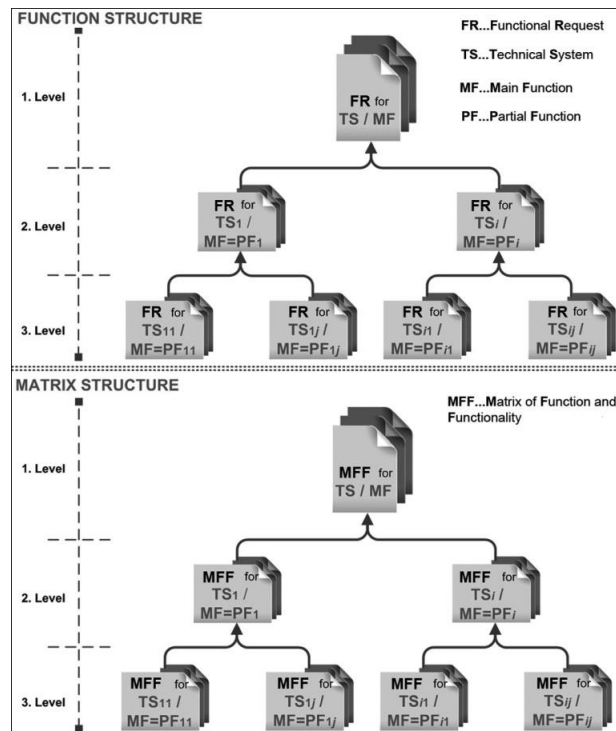 FUNCTION STRUCTURE
FR...Functional Request
TS...Technical System
MF...Main Function
PF...Partial Function
1. Level
FR for
TS / MF
2. Level
FR for
TS1 /
MF=PF1
FR for
TSi /
MF=PFi
3. Level
FR for
TS11 /
MF=PF11
FR for
TS1j /
MF=PF1j
FR for
TSi1 /
MF=PFi1
FR for
TSij /
MF=PFij
MATRIX STRUCTURE
MFF...Matrix of Function and
Functionality
1. Level
MFF for
TS / MF
2. Level
MFF for
TS1 /
MF=PF1
MFF for
TSi /
MF=PFi
3. Level
MFF for
TS11 /
MF=PF11
MFF for
TS1j /
MF=PF1j
MFF for
TSi1 /
MF=PFi1
MFF for
TSij /
MF=PFij